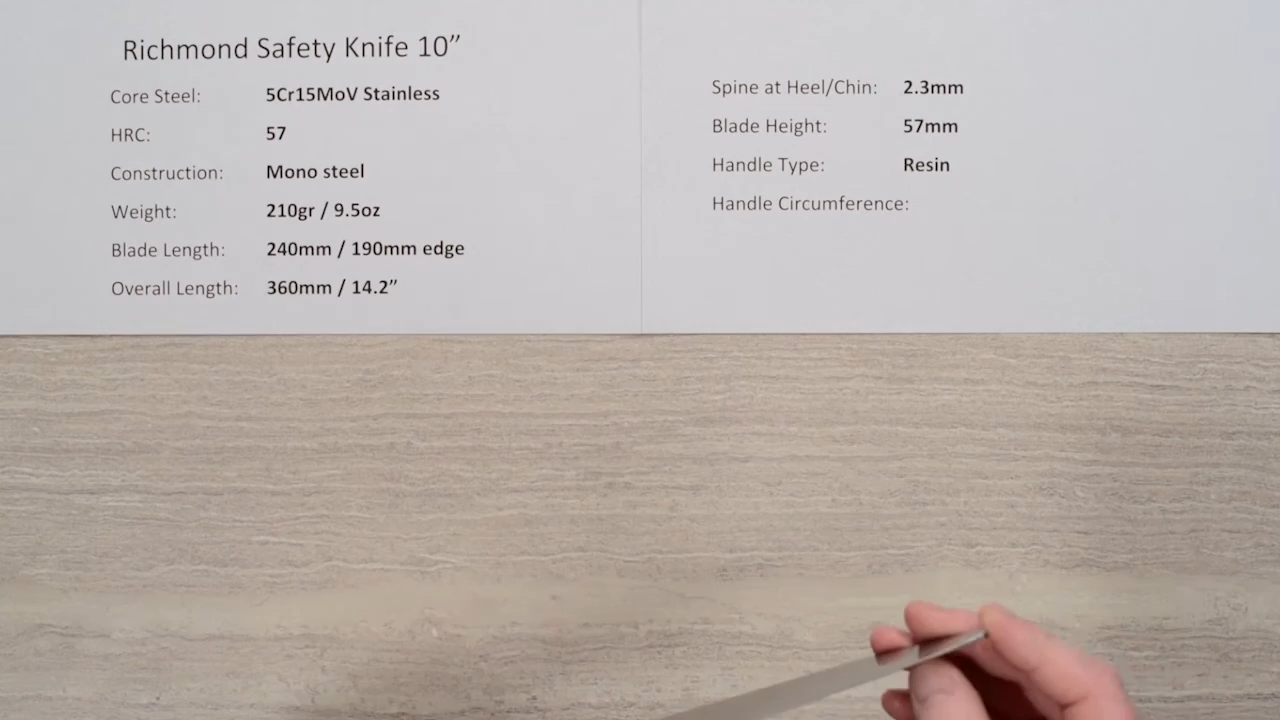 Richmond Safety Knife 10”
Core Steel: 5Cr15MoV Stainless
HRC: 57
Construction: Mono steel
Weight: 210gr / 9.5oz
Blade Length: 240mm / 190mm edge
Overall Length: 360mm / 14.2”
Spine at Heel/Chin: 2.3mm
Blade Height: 57mm
Handle Type: Resin
Handle Circumference: